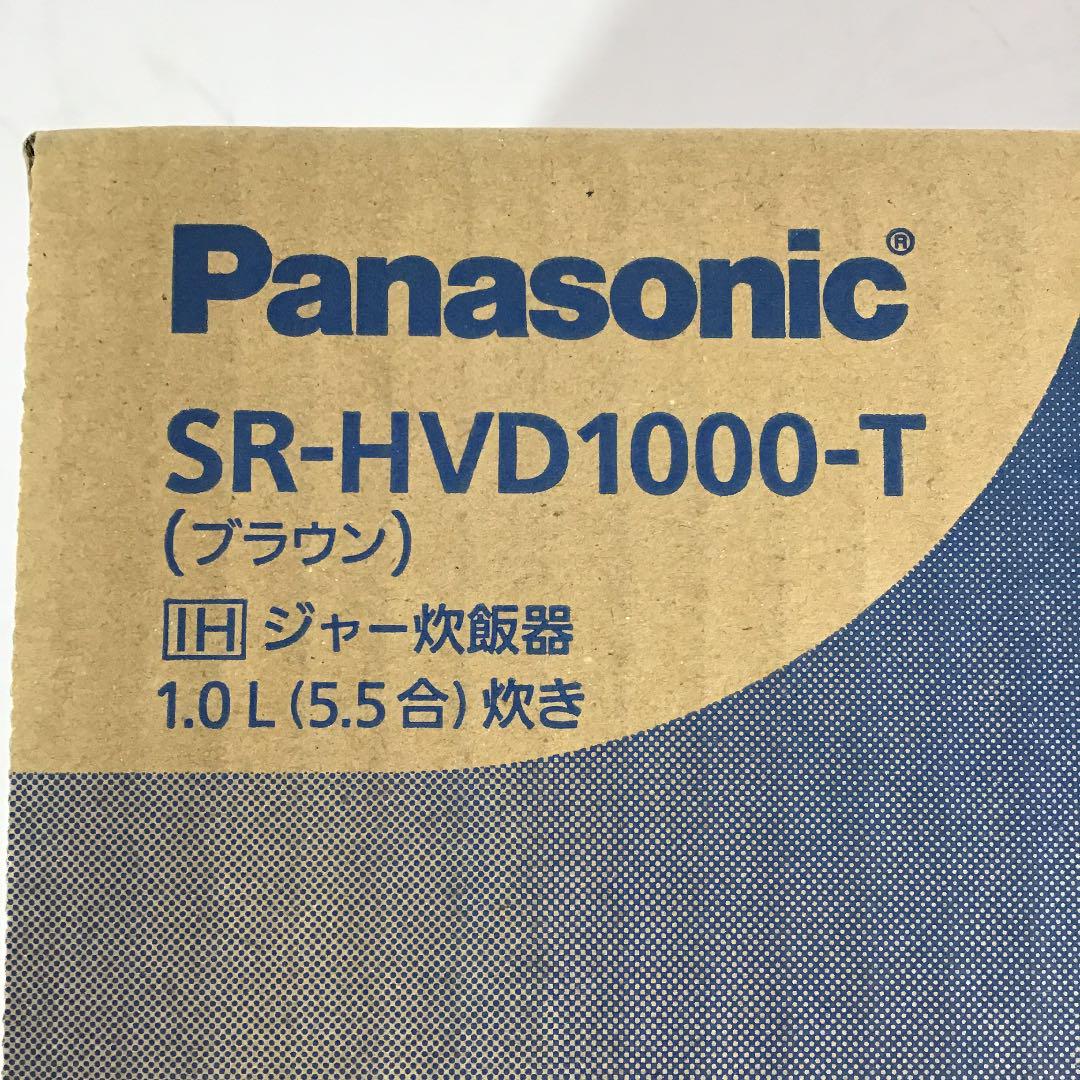 Panasonic®
SR-HVD1000-T
(ブラウン)
IH ジャー炊飯器
1.0L(5.5合)炊き